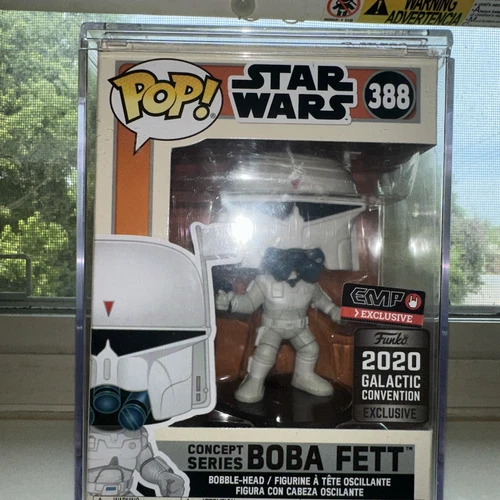 WARNING
ADVERTENCIA
POP!
STAR
WARS
388
EMP
EXCLUSIVE
Funko
2020
GALACTIC
CONVENTION
EXCLUSIVE
CONCEPT
SERIES
BOBA FETT™
BOBBLE-HEAD / FIGURINE À TÊTE OSCILLANTE
FIGURA CON CABEZA OSCILANTE